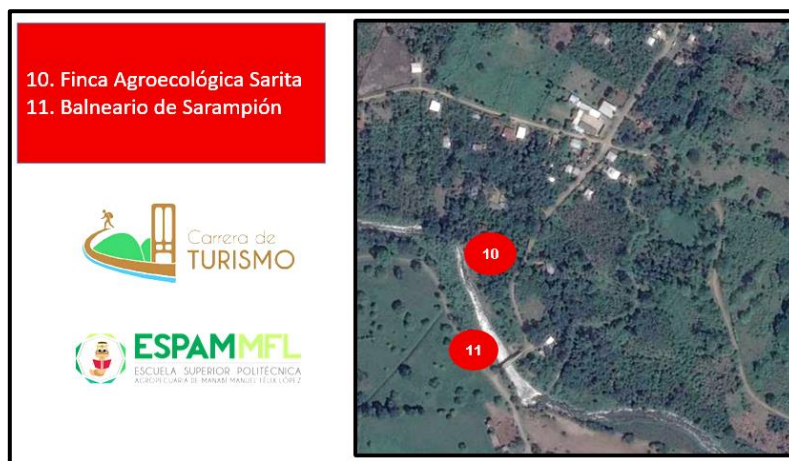 10. Finca Agroecológica Sarita
11. Balneario de Sarampión
Carrera de
TURISMO
ESPAMMFL
ESCUELA SUPERIOR POLITÉCNICA
AGROPECUARIA DE MANABÍ MANUEL FÉLIX LÓPEZ
10
11